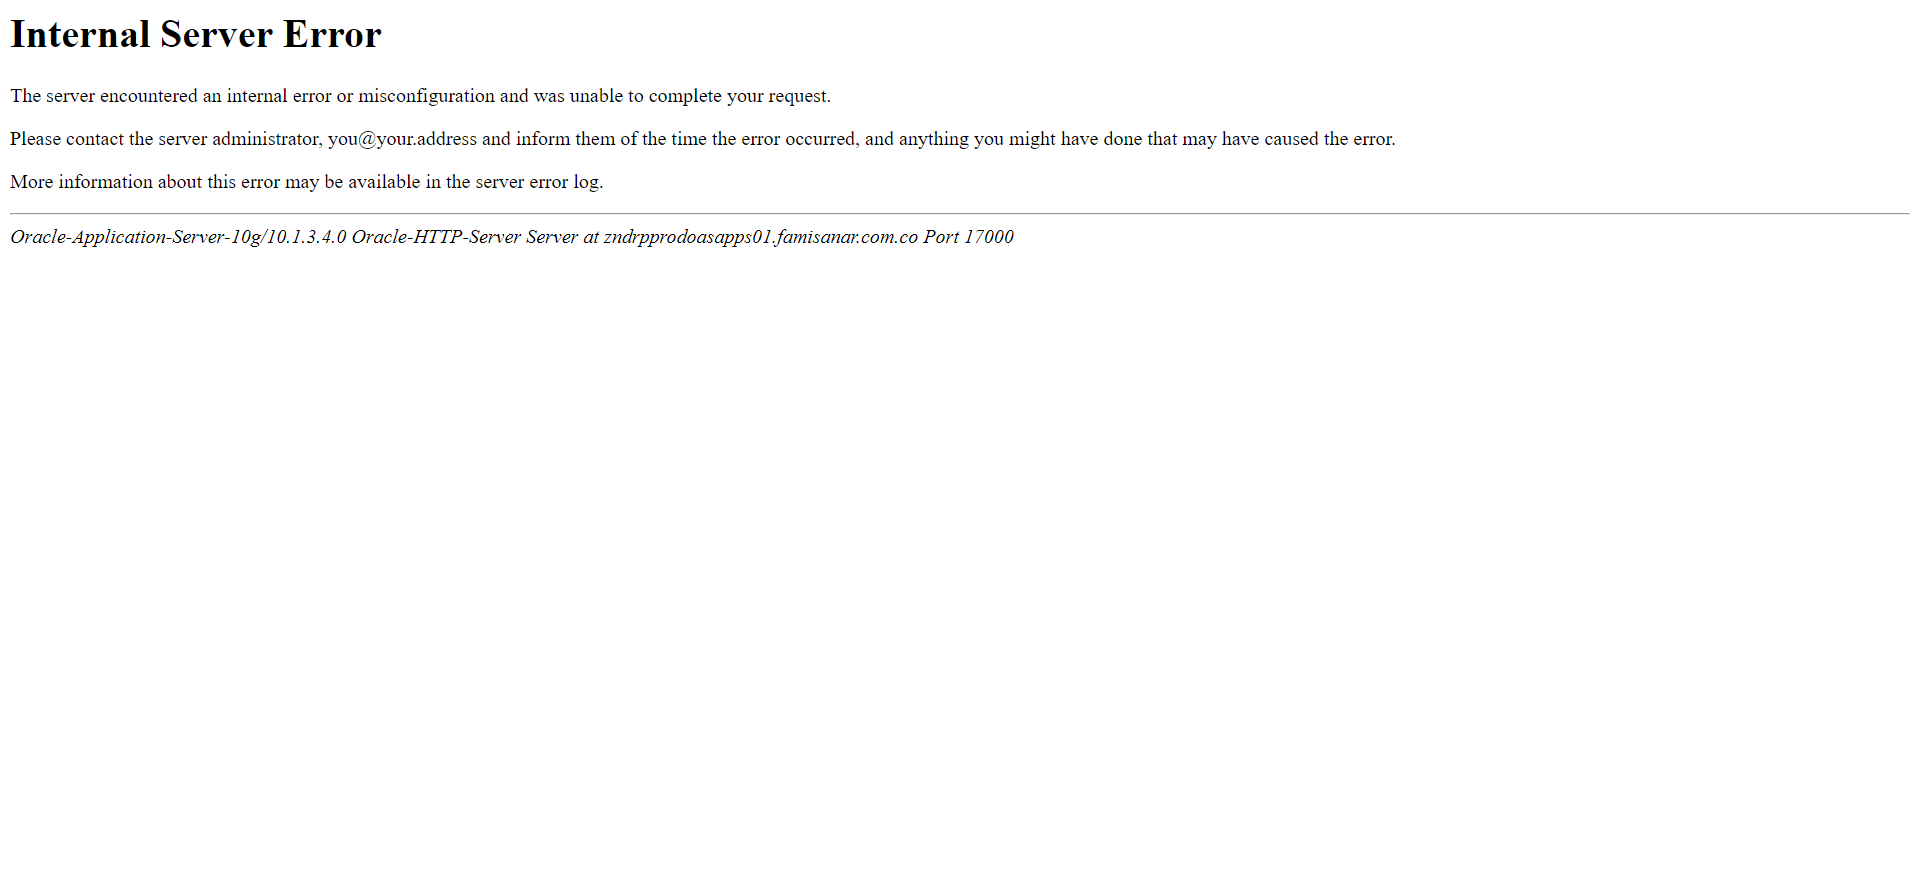 Internal Server Error
The server encountered an internal error or misconfiguration and was unable to complete your request.
Please contact the server administrator, you@your.address and inform them of the time the error occurred, and anything you might have done that may have caused the error.
More information about this error may be available in the server error log.
Oracle-Application-Server-10g/10.1.3.4.0 Oracle-HTTP-Server Server at zndrpprodoasapps01.famisanar.com.co Port 17000